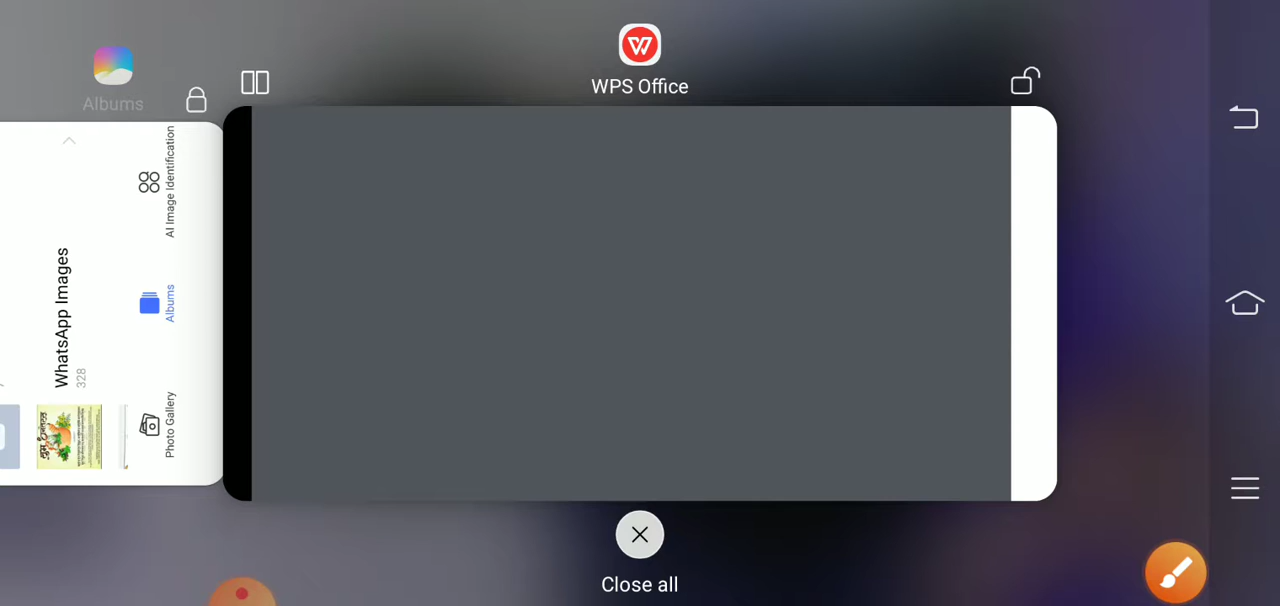 WPS Office
Albums
AI Image Identification
WhatsApp Images
328
Albums
Photo Gallery
Close all